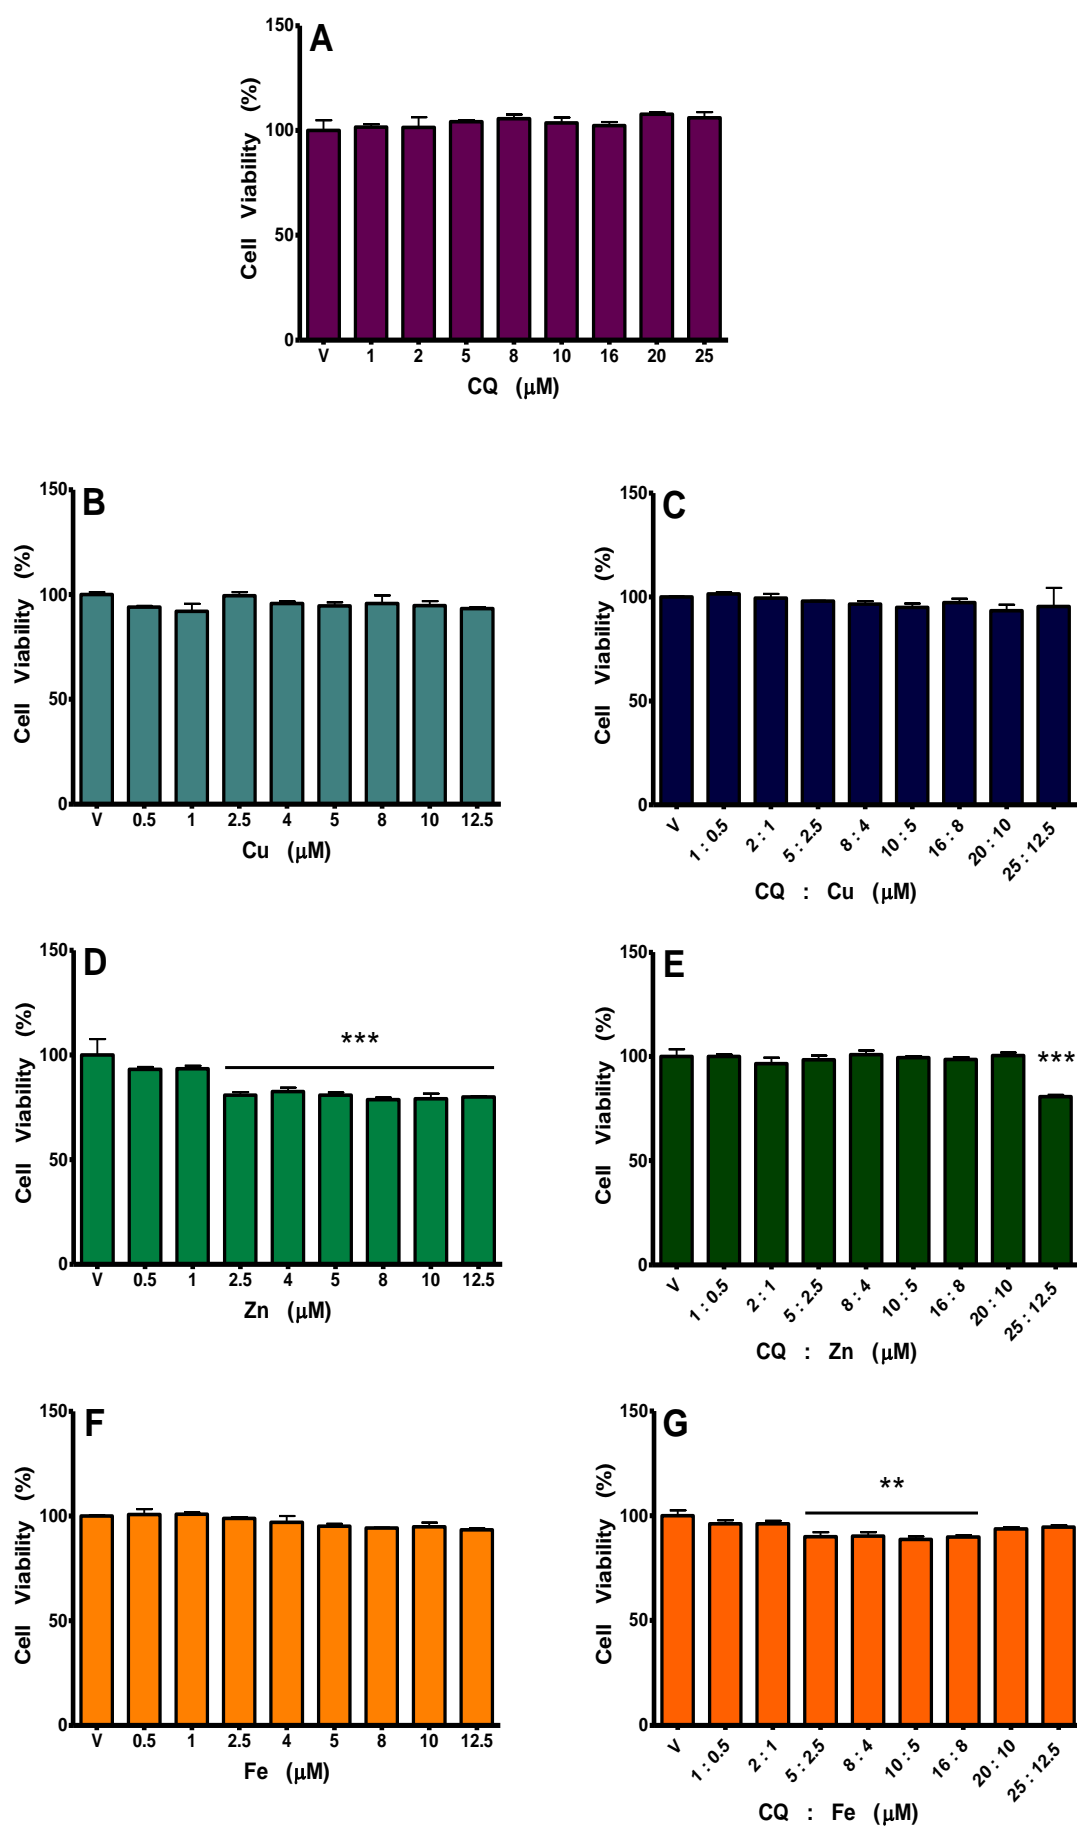 A
Cell Viability (%)
150
100
50
0
V 1 2 5 8 10 16 20 25
CQ (μM)
B
Cell Viability (%)
150
100
50
0
V 0.5 1 2.5 4 5 8 10 12.5
Cu (μM)
C
Cell Viability (%)
150
100
50
0
V 1 : 0.5 2 : 1 5 : 2.5 8 : 4 10 : 5 16 : 8 20 : 10 25 : 12.5
CQ : Cu (μM)
D
Cell Viability (%)
150
100
50
0
***
V 0.5 1 2.5 4 5 8 10 12.5
Zn (μM)
E
Cell Viability (%)
150
100
50
0
***
V 1 : 0.5 2 : 1 5 : 2.5 8 : 4 10 : 5 16 : 8 20 : 10 25 : 12.5
CQ : Zn (μM)
F
Cell Viability (%)
150
100
50
0
V 0.5 1 2.5 4 5 8 10 12.5
Fe (μM)
G
Cell Viability (%)
150
100
50
0
**
V 1 : 0.5 2 : 1 5 : 2.5 8 : 4 10 : 5 16 : 8 20 : 10 25 : 12.5
CQ : Fe (μM)